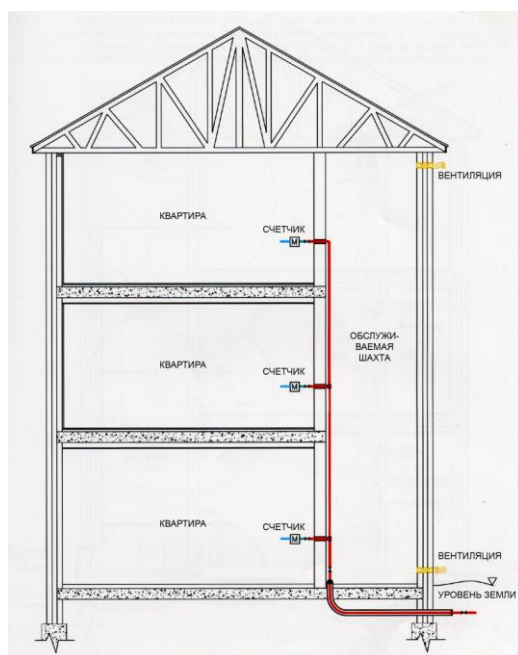 ВЕНТИЛЯЦИЯ
КВАРТИРА
СЧЕТЧИК
М
ОБСЛУЖИ-
ВАЕМАЯ
ШАХТА
КВАРТИРА
СЧЕТЧИК
М
КВАРТИРА
СЧЕТЧИК
М
ВЕНТИЛЯЦИЯ
УРОВЕНЬ ЗЕМЛИ